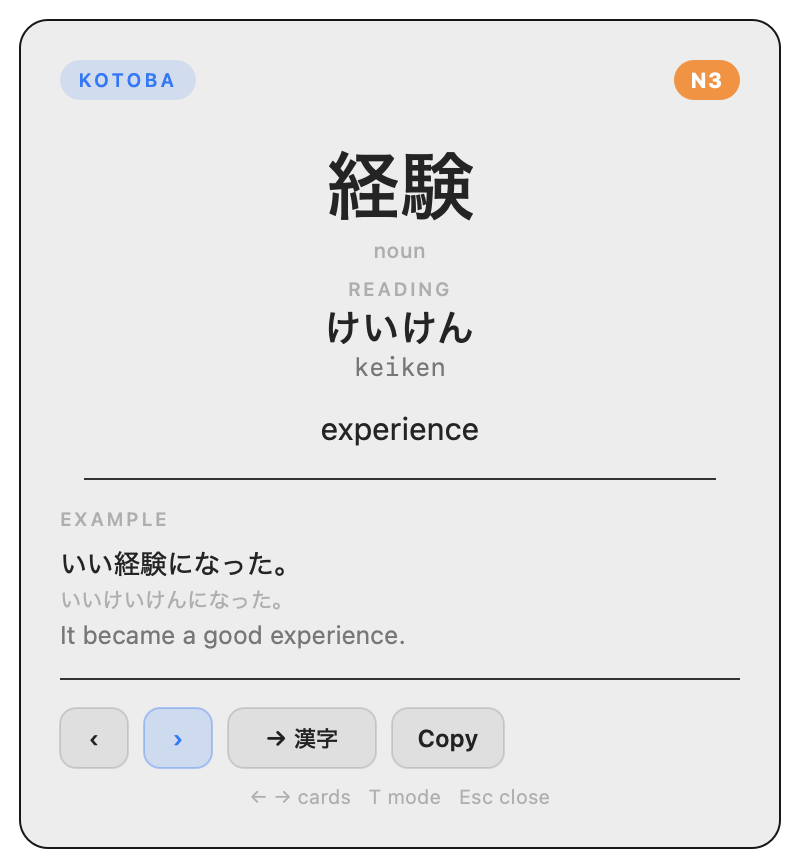 KOTOBA
N3
経験
noun
READING
けいけん
keiken
experience
EXAMPLE
いい経験になった。
いいけいけんになった。
It became a good experience.
‹ › → 漢字 Copy
← → cards T mode Esc close